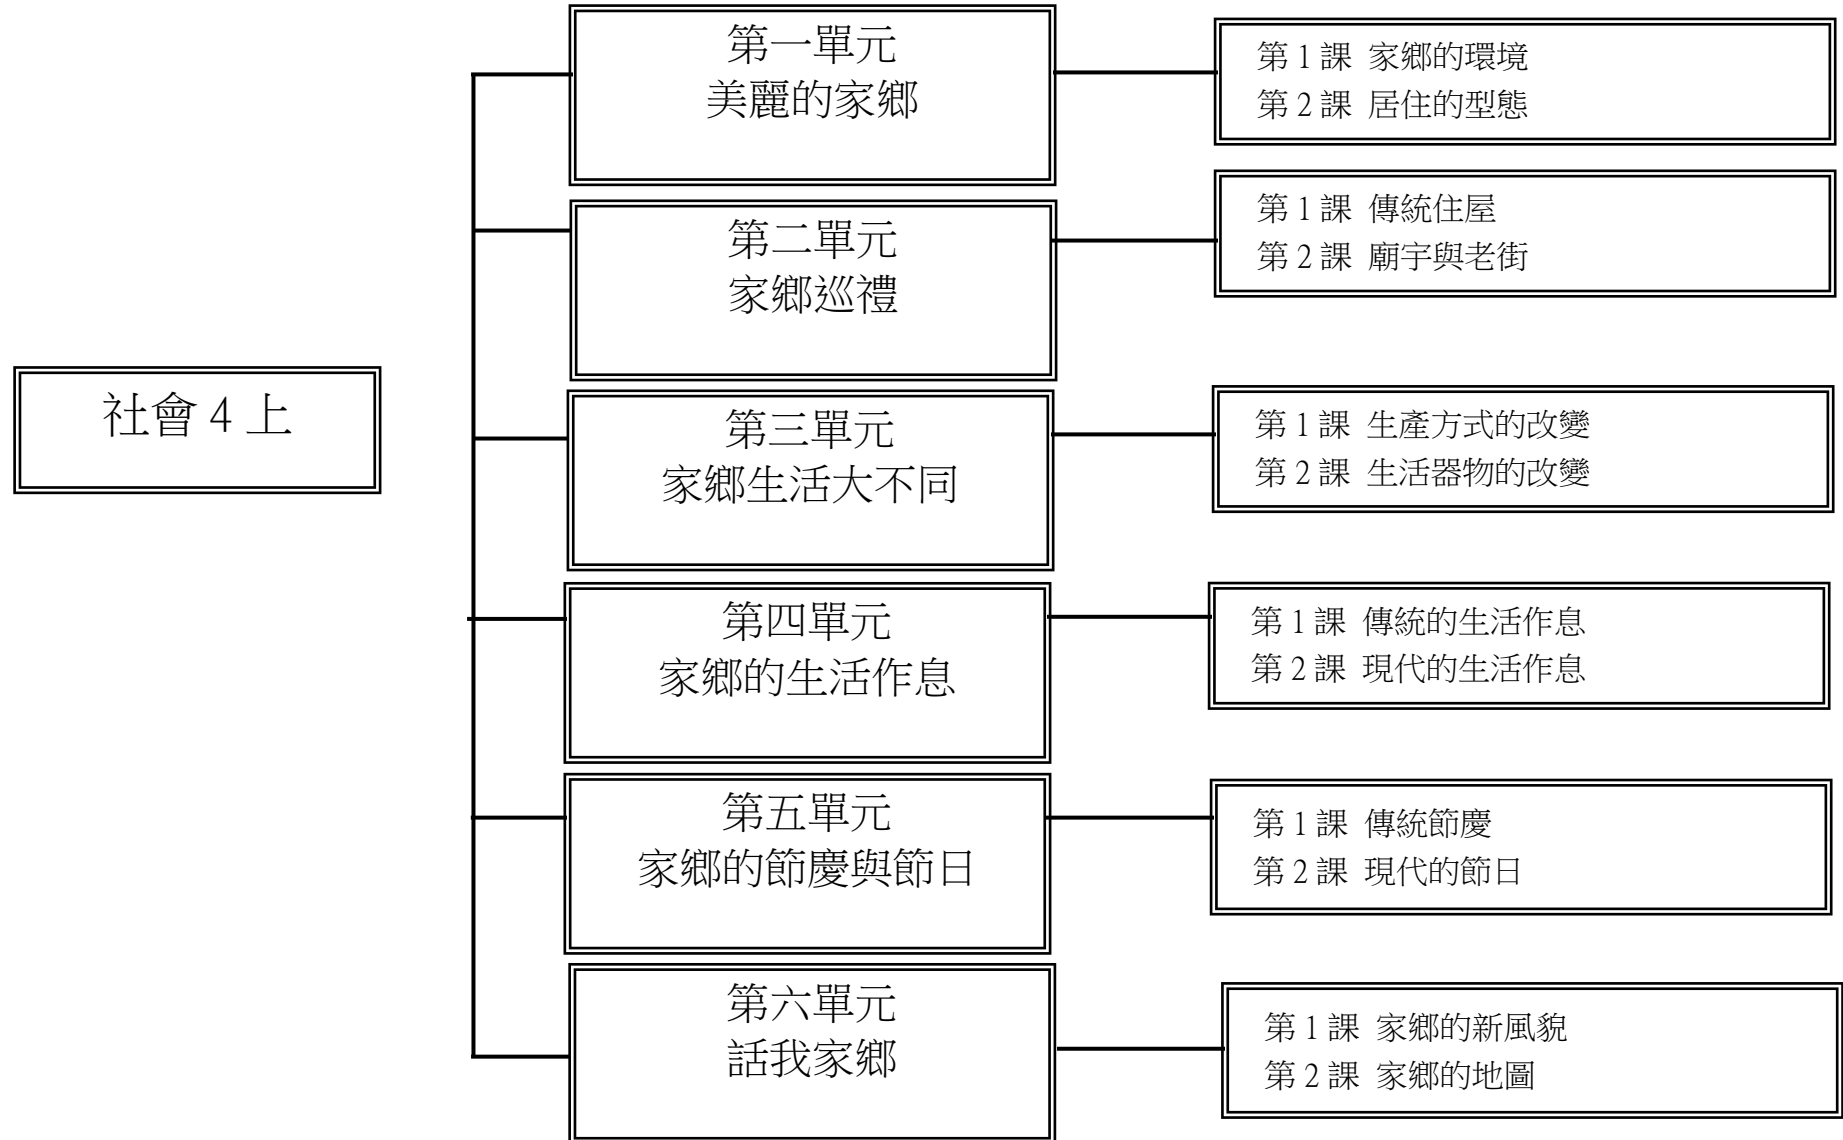 社會 4 上
第一單元
美麗的家鄉
第 1 課 家鄉的環境
第 2 課 居住的型態
第二單元
家鄉巡禮
第 1 課 傳統住屋
第 2 課 廟宇與老街
第三單元
家鄉生活大不同
第 1 課 生產方式的改變
第 2 課 生活器物的改變
第四單元
家鄉的生活作息
第 1 課 傳統的生活作息
第 2 課 現代的生活作息
第五單元
家鄉的節慶與節日
第 1 課 傳統節慶
第 2 課 現代的節日
第六單元
話我家鄉
第 1 課 家鄉的新風貌
第 2 課 家鄉的地圖